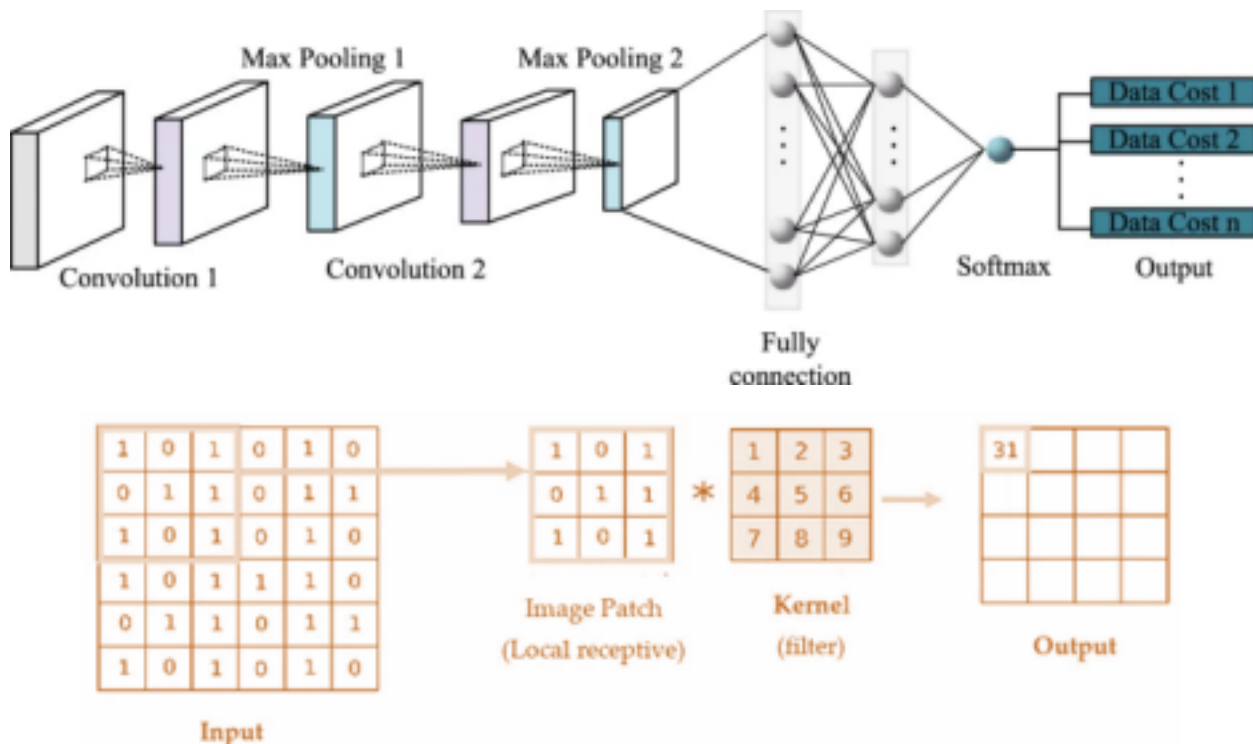 Max Pooling 1
Max Pooling 2
Convolution 1
Convolution 2
Fully
connection
Softmax
Data Cost 1
Data Cost 2
Data Cost n
Output
1 0 1 0 1 0
0 1 1 0 1 1
1 0 1 0 1 0
1 0 1 1 1 0
0 1 1 0 1 1
1 0 1 0 1 0
Input
1 0 1
0 1 1
1 0 1
Image Patch
(Local receptive)
*
1 2 3
4 5 6
7 8 9
Kernel
(filter)
31
Output